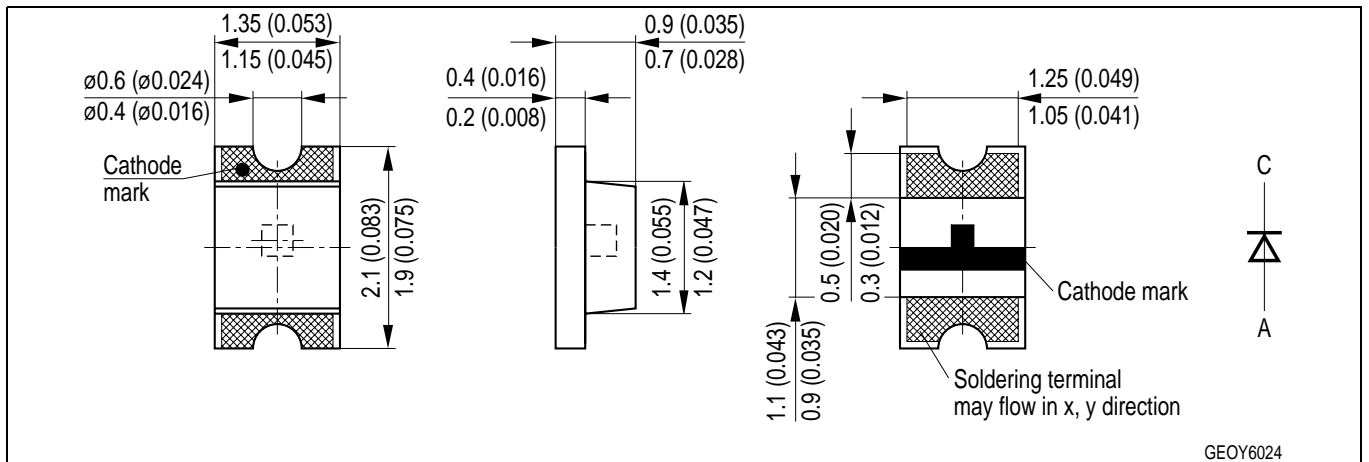 1.35 (0.053)
1.15 (0.045)
ø0.6 (ø0.024)
ø0.4 (ø0.016)
Cathode
mark
2.1 (0.083)
1.9 (0.075)
0.9 (0.035)
0.7 (0.028)
0.4 (0.016)
0.2 (0.008)
1.4 (0.055)
1.2 (0.047)
1.25 (0.049)
1.05 (0.041)
0.5 (0.020)
0.3 (0.012)
1.1 (0.043)
0.9 (0.035)
Cathode mark
Soldering terminal
may flow in x, y direction
C
A
GEOY6024